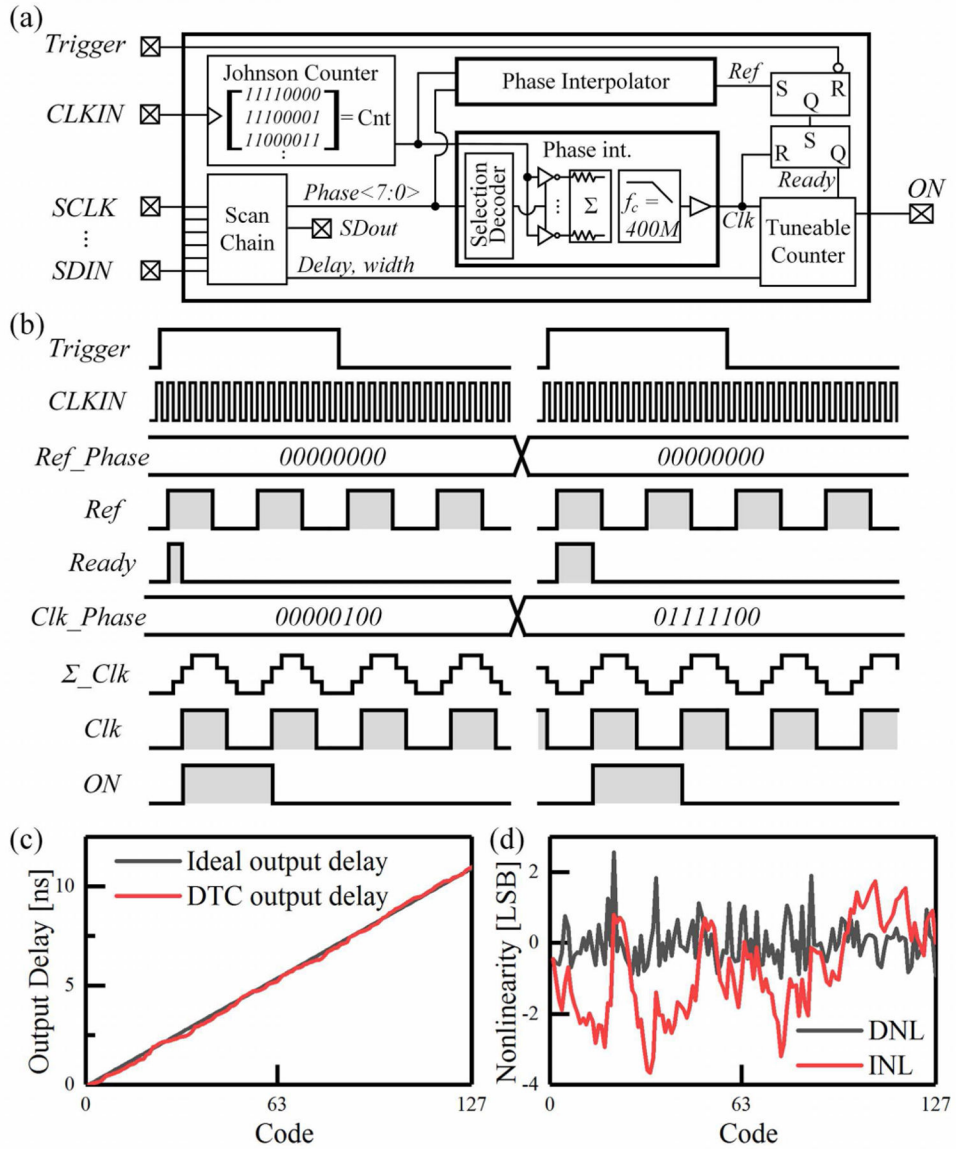 (a)
Trigger
CLKIN
SCLK
⋮
SDIN
Johnson Counter
11110000
11100001
11000011
⋮
= Cnt
Phase Interpolator
Ref
S R
Q
S
R Q
Ready
Phase int.
Selection
Decoder
⋮
Σ
f_c =
400M
Clk
Scan
Chain
Phase<7:0>
SDout
Delay, width
Tuneable
Counter
ON
(b)
Trigger
CLKIN
Ref_Phase 00000000 00000000
Ref
Ready
Clk_Phase 00000100 01111100
Σ_Clk
Clk
ON
(c)
Output Delay [ns]
10
5
0
Ideal output delay
DTC output delay
0 63 127
Code
(d)
Nonlinearity [LSB]
2
0
-2
-4
DNL
INL
0 63 127
Code